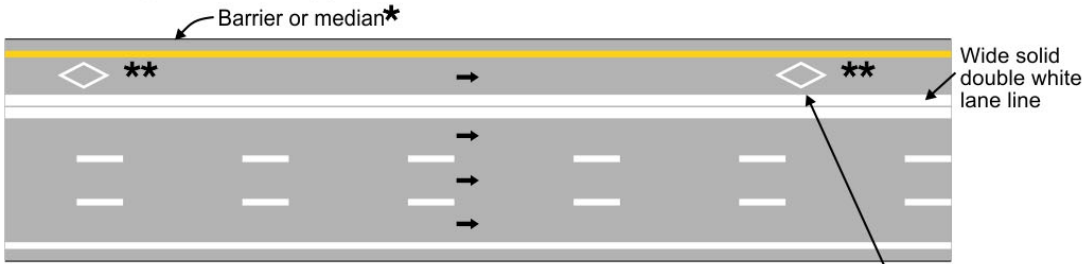 Barrier or median*
**
**
Wide solid
double white
lane line